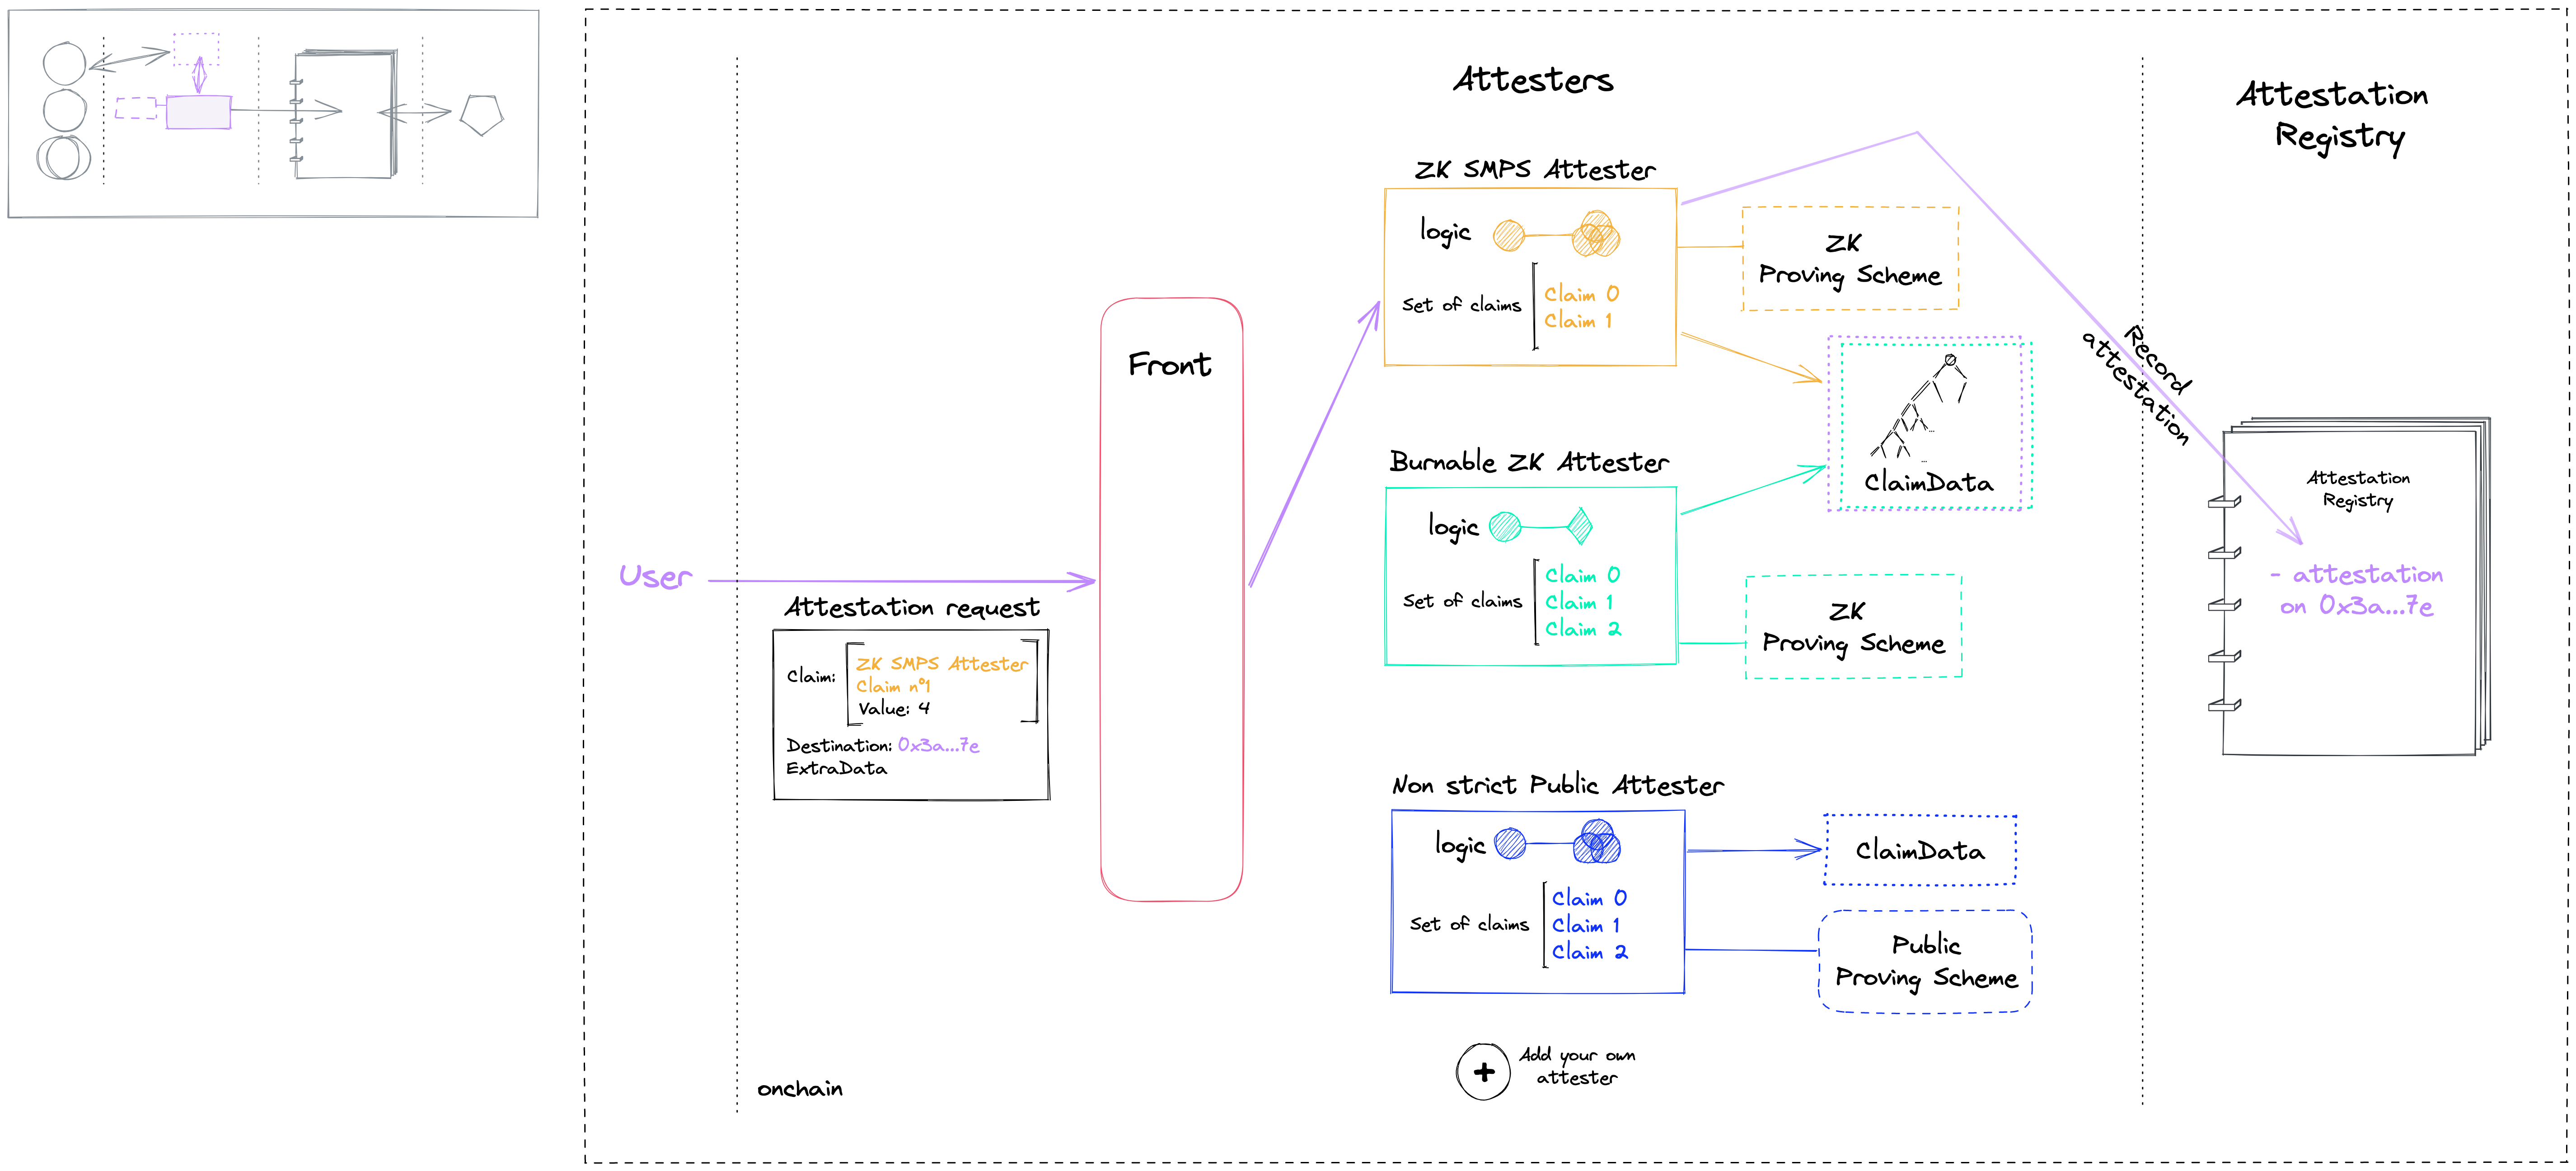 Attesters
Attestation
Registry
ZK SMPS Attester
logic
Set of claims
Claim 0
Claim 1
ZK
Proving Scheme
Front
Record
attestation
ClaimData
Burnable ZK Attester
logic
Set of claims
Claim 0
Claim 1
Claim 2
ZK
Proving Scheme
Attestation
Registry
- attestation
on 0x3a...7e
User
Attestation request
Claim:
ZK SMPS Attester
Claim n°1
Value: 4
Destination: 0x3a...7e
ExtraData
Non strict Public Attester
logic
Set of claims
Claim 0
Claim 1
Claim 2
ClaimData
Public
Proving Scheme
+
Add your own
attester
onchain